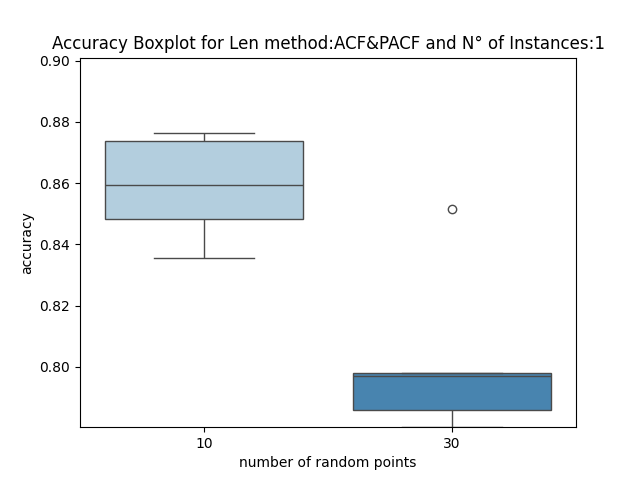 Accuracy Boxplot for Len method:ACF&PACF and N° of Instances:1
0.90
0.88
0.86
0.84
0.82
0.80
accuracy
10
30
number of random points